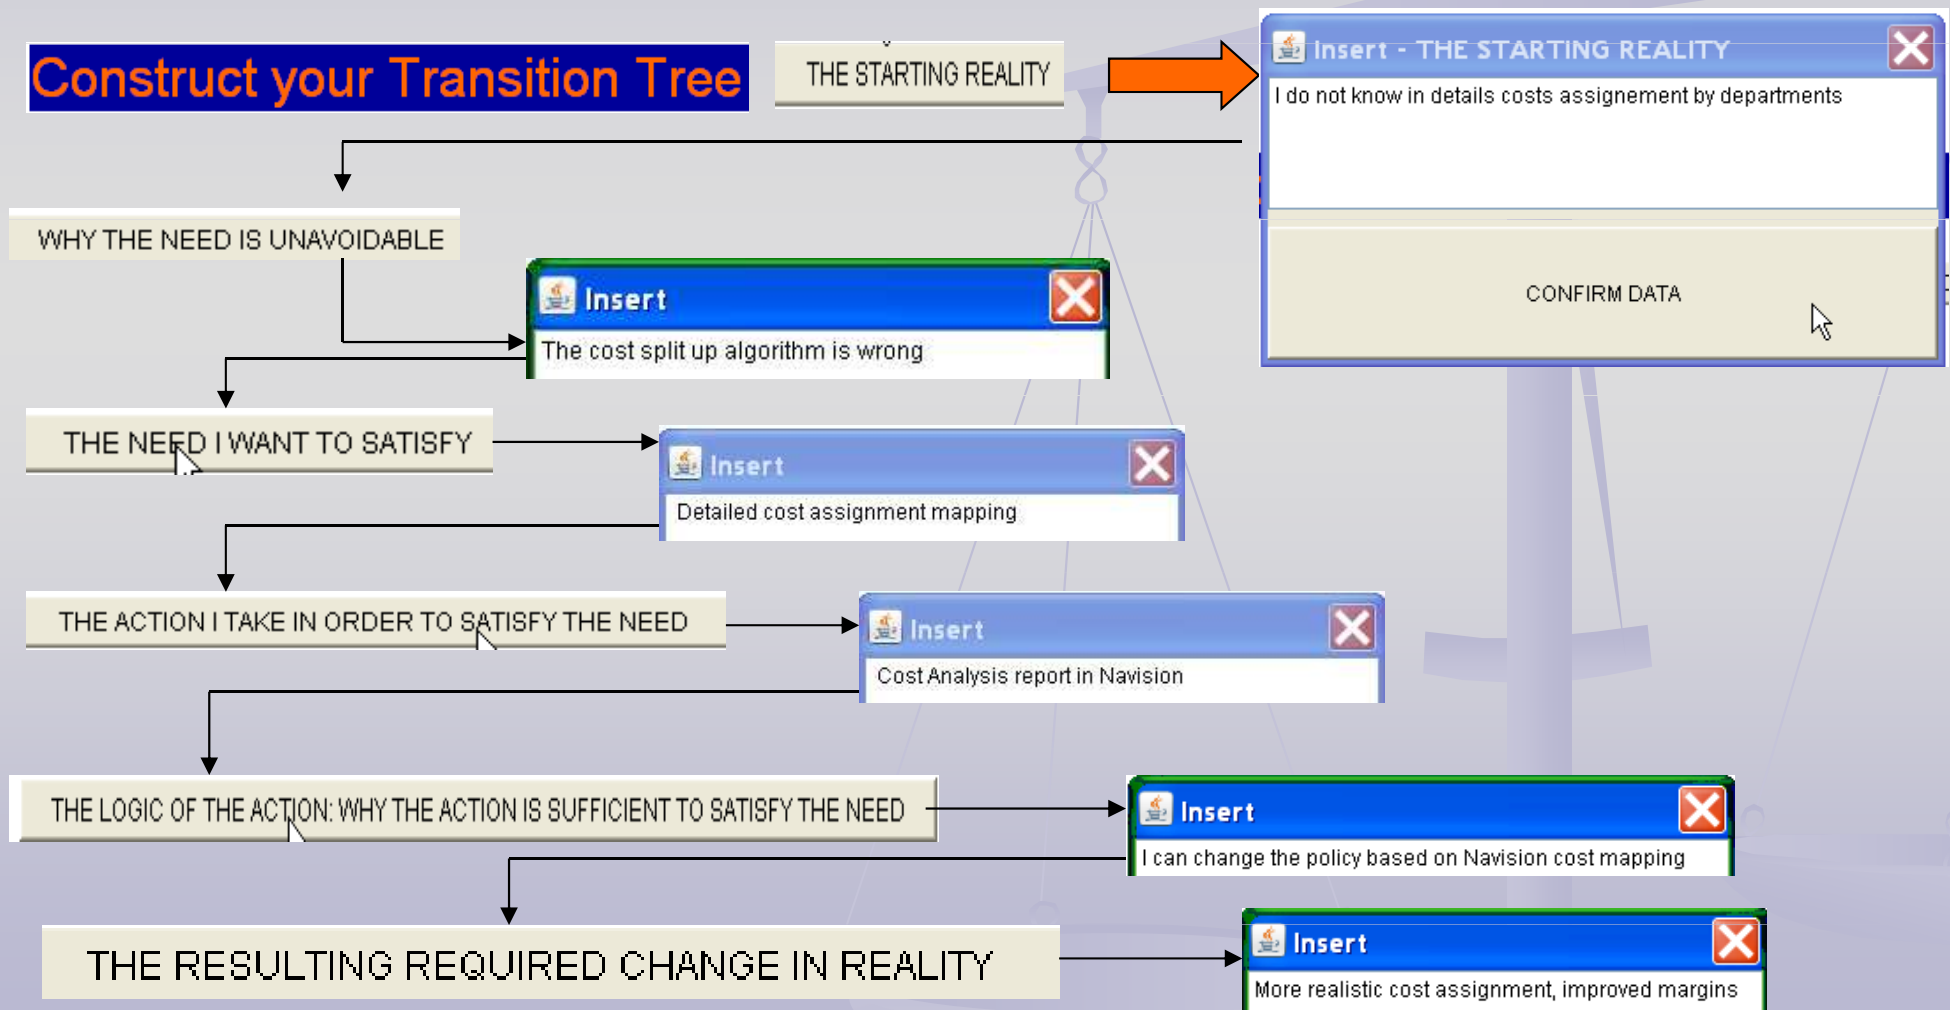 Construct your Transition Tree
THE STARTING REALITY
Insert - THE STARTING REALITY
I do not know in details costs assignement by departments
CONFIRM DATA
WHY THE NEED IS UNAVOIDABLE
Insert
The cost split up algorithm is wrong
THE NEED I WANT TO SATISFY
Insert
Detailed cost assignment mapping
THE ACTION I TAKE IN ORDER TO SATISFY THE NEED
Insert
Cost Analysis report in Navision
THE LOGIC OF THE ACTION: WHY THE ACTION IS SUFFICIENT TO SATISFY THE NEED
Insert
I can change the policy based on Navision cost mapping
THE RESULTING REQUIRED CHANGE IN REALITY
Insert
More realistic cost assignment, improved margins